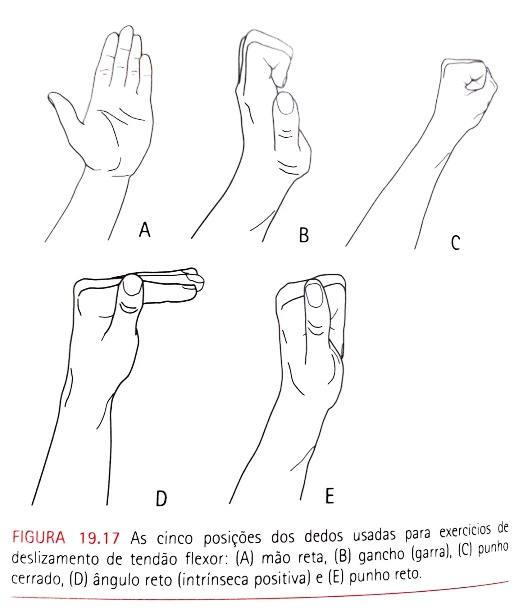 A
B
C
D
E
FIGURA 19.17 As cinco posições dos dedos usadas para exercícios de
deslizamento de tendão flexor: (A) mão reta, (B) gancho (garra), (C) punho
cerrado, (D) ângulo reto (intrínseca positiva) e (E) punho reto.